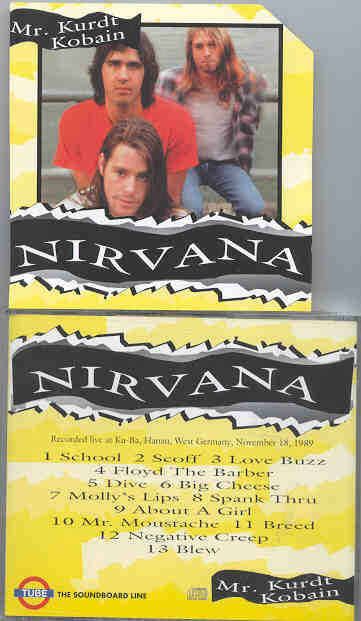 Mr. Kurdt
Kobain
NIRVANA
NIRVANA
Recorded live at Ku-Ba, Hanau, West Germany, November 18, 1989
1 School 2 Scoff 3 Love Buzz
4 Floyd The Barber
5 Dive 6 Big Cheese
7 Molly's Lips 8 Spank Thru
9 About A Girl
10 Mr. Moustache 11 Breed
12 Negative Creep
13 Blew
TUBE THE SOUNDBOARD LINE
Mr. Kurdt
Kobain